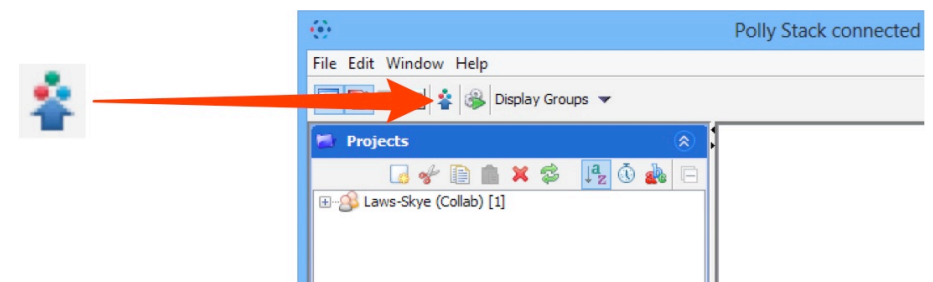 Polly Stack connected
File Edit Window Help
Display Groups
Projects
Laws-Skye (Collab) [1]